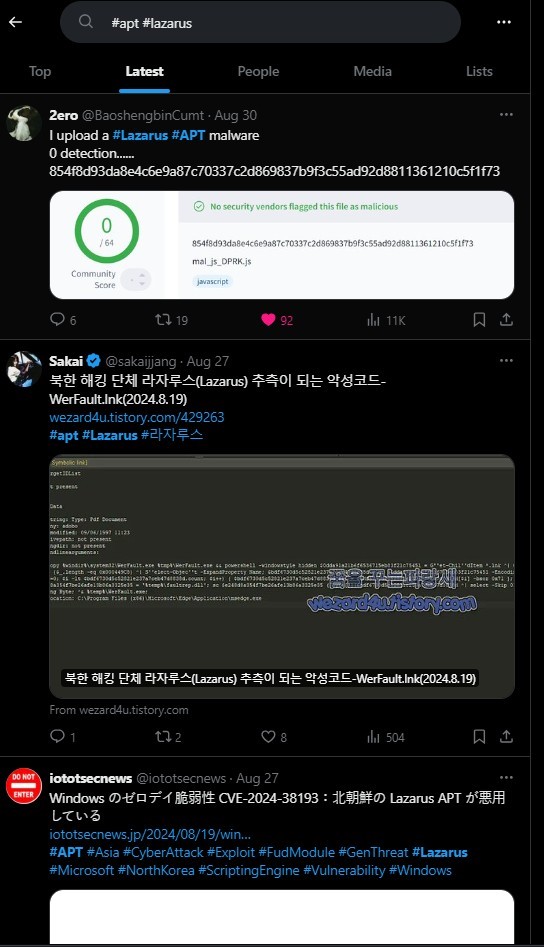 #apt #lazarus
Top Latest People Media Lists
2ero @BaoshengbinCumt · Aug 30
I upload a #Lazarus #APT malware
0 detection......
854f8d93da8e4c6e9a87c70337c2d869837b9f3c55ad92d8811361210c5f1f73
0
/ 64
Community
Score
No security vendors flagged this file as malicious
854f8d93da8e4c6e9a87c70337c2d869837b9f3c55ad92d8811361210c5f1f73
mal_js_DPRK.js
javascript
6 19 92 11K
Sakai @sakaijjang · Aug 27
북한 해킹 단체 라자루스(Lazarus) 추측이 되는 악성코드-
WerFault.lnk(2024.8.19)
wezard4u.tistory.com/429263
#apt #Lazarus #라자루스
꿈을꾸는파랑새
wezard4u.tistory.com
북한 해킹 단체 라자루스(Lazarus) 추측이 되는 악성코드-WerFault.lnk(2024.8.19)
From wezard4u.tistory.com
1 2 8 504
DO NOT
ENTER
iototsecnews @iototsecnews · Aug 27
Windows のゼロデイ脆弱性 CVE-2024-38193：北朝鮮の Lazarus APT が悪用
している
iototsecnews.jp/2024/08/19/win…
#APT #Asia #CyberAttack #Exploit #FudModule #GenThreat #Lazarus
#Microsoft #NorthKorea #ScriptingEngine #Vulnerability #Windows